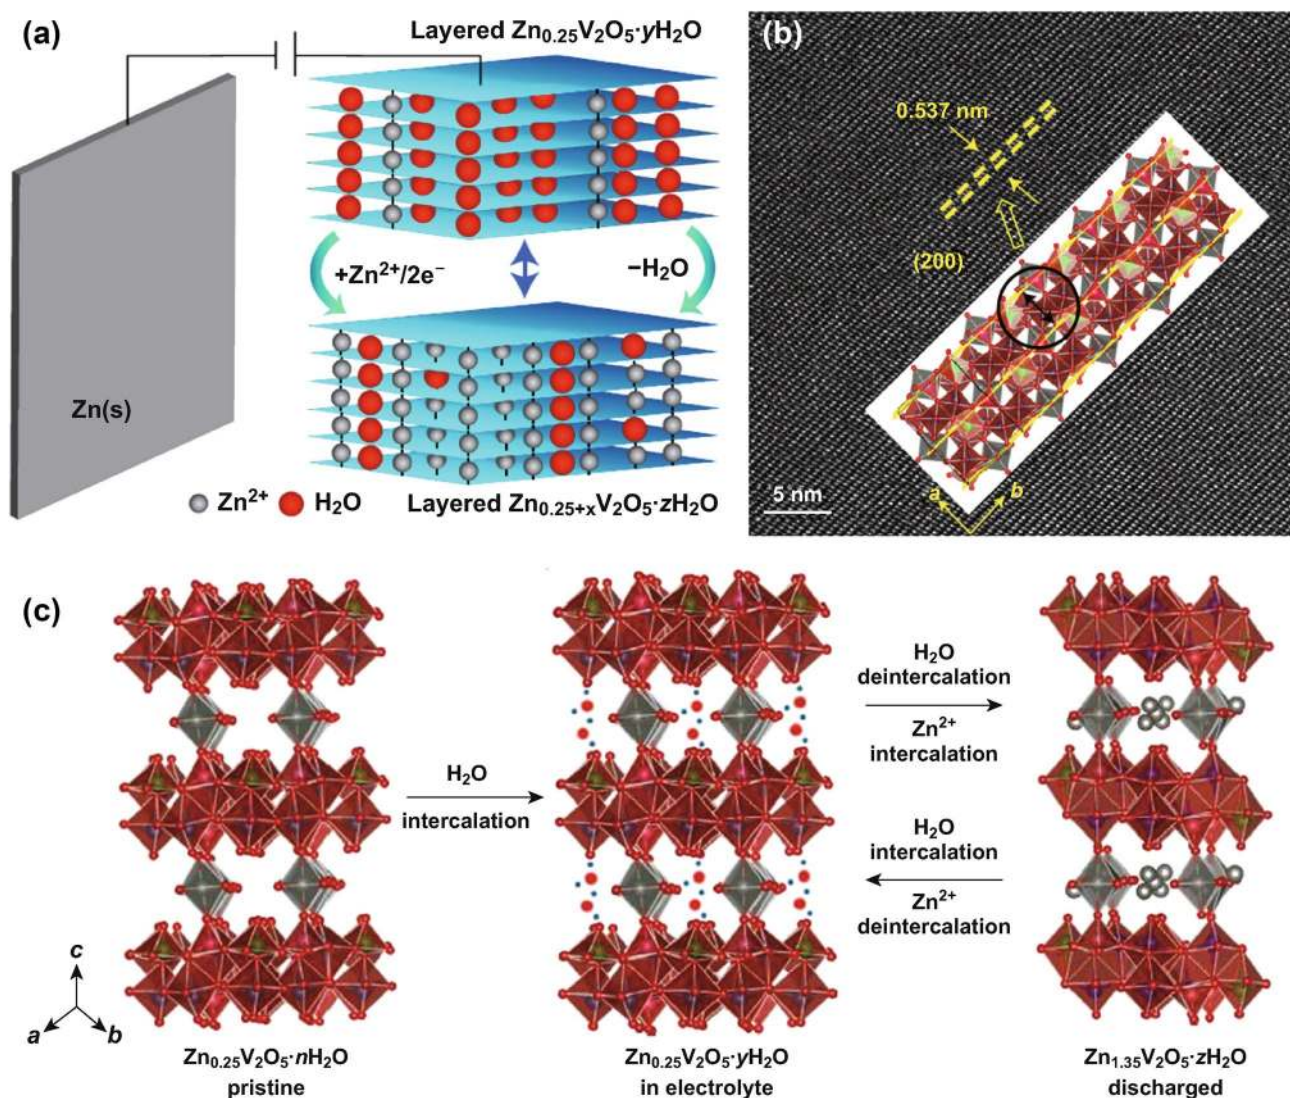 (a)
Layered Zn0.25V2O5·yH2O
+Zn2+/2e−
−H2O
Zn(s)
Zn2+
H2O
Layered Zn0.25+xV2O5·zH2O
(b)
0.537 nm
(200)
5 nm
a
b
(c)
H2O
intercalation
H2O
deintercalation
Zn2+
intercalation
H2O
intercalation
Zn2+
deintercalation
c
a
b
Zn0.25V2O5·nH2O
pristine
Zn0.25V2O5·yH2O
in electrolyte
Zn1.35V2O5·zH2O
discharged